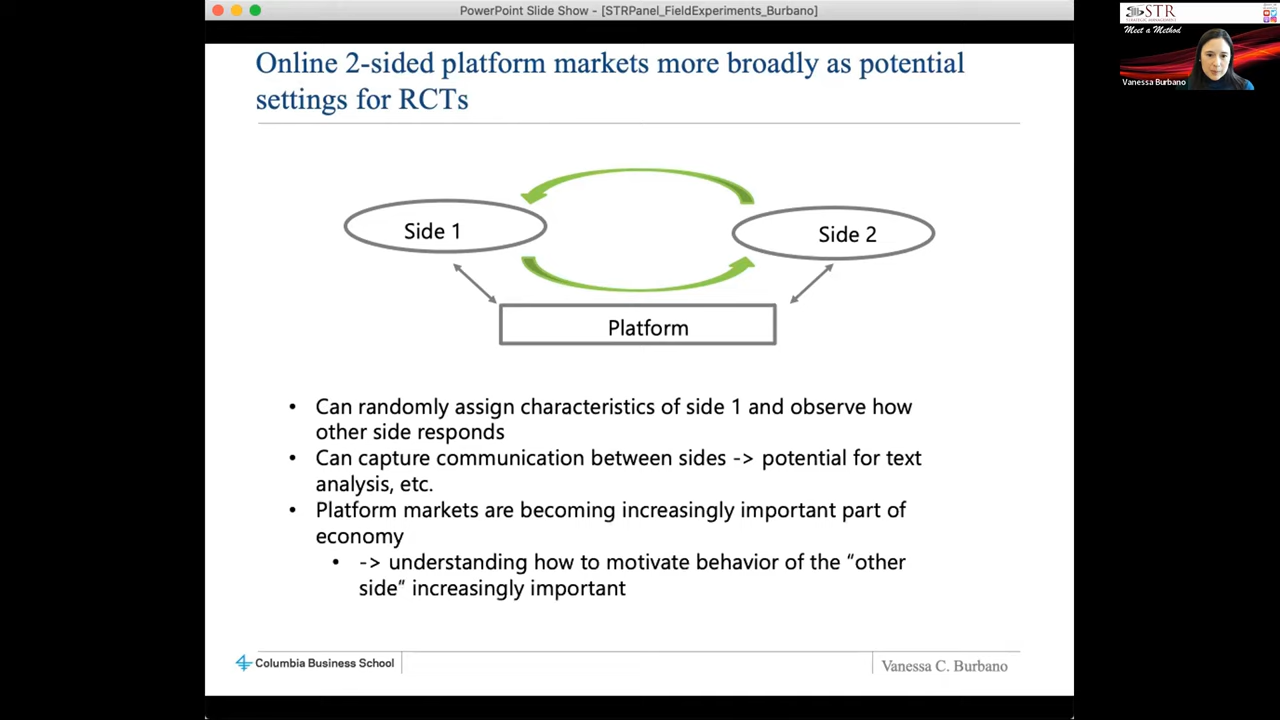 PowerPoint Slide Show - [STRPanel_FieldExperiments_Burbano]
STR
STRATEGIC MANAGEMENT
Meet a Method
Vanessa Burbano
Online 2-sided platform markets more broadly as potential
settings for RCTs
Side 1
Side 2
Platform
• Can randomly assign characteristics of side 1 and observe how
other side responds
• Can capture communication between sides -> potential for text
analysis, etc.
• Platform markets are becoming increasingly important part of
economy
• -> understanding how to motivate behavior of the “other
side“ increasingly important
Columbia Business School
Vanessa C. Burbano